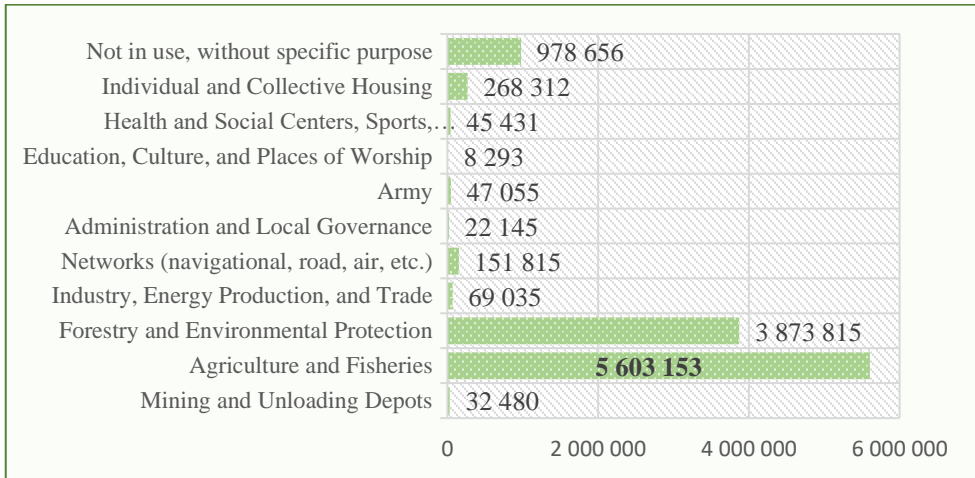 Not in use, without specific purpose 978 656
Individual and Collective Housing 268 312
Health and Social Centers, Sports,... 45 431
Education, Culture, and Places of Worship 8 293
Army 47 055
Administration and Local Governance 22 145
Networks (navigational, road, air, etc.) 151 815
Industry, Energy Production, and Trade 69 035
Forestry and Environmental Protection 3 873 815
Agriculture and Fisheries 5 603 153
Mining and Unloading Depots 32 480
0 2 000 000 4 000 000 6 000 000